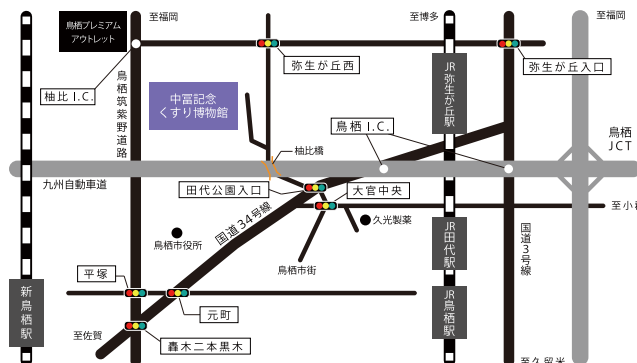 至福岡
至博多
至福岡
鳥栖プレミアム
アウトレット
弥生が丘西
弥生が丘入口
JR弥生が丘駅
柚比 I.C.
鳥栖筑紫野道路
中冨記念
くすり博物館
鳥栖 I.C.
鳥栖
JCT
柚比橋
九州自動車道
田代公園入口
大官中央
至小郡
国道34号線
久光製薬
鳥栖市役所
国道3号線
JR田代駅
鳥栖市街
平塚
新鳥栖駅
JR鳥栖駅
元町
至佐賀
轟木二本黒木
至久留米